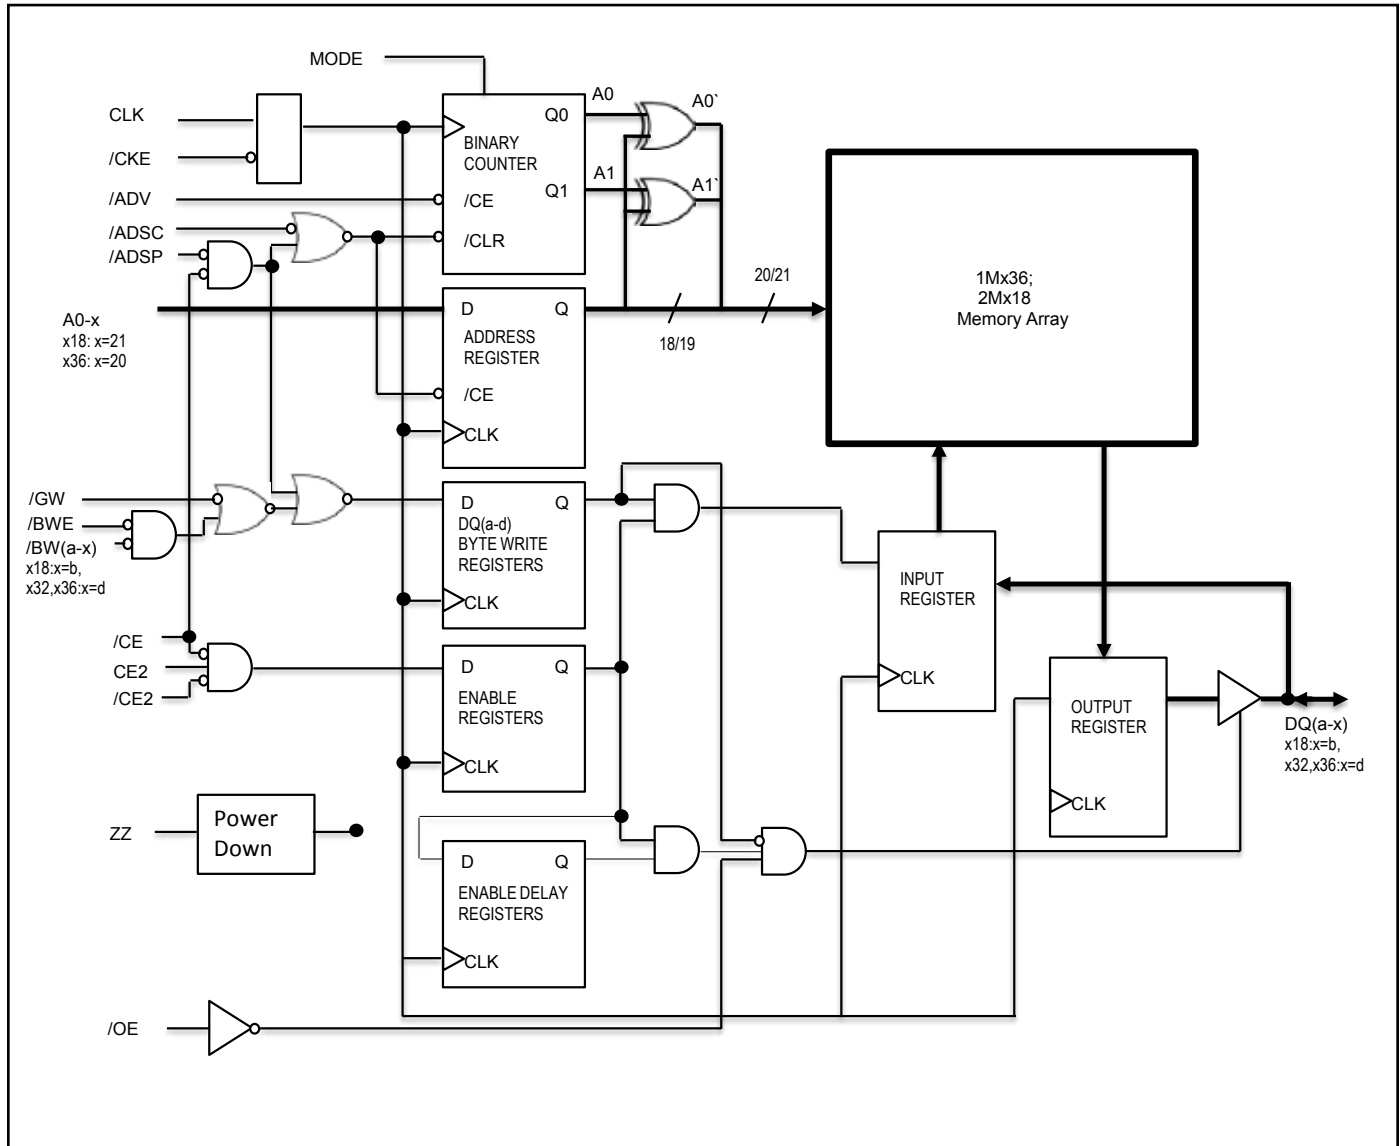 MODE
CLK
/CKE
/ADV
/ADSC
/ADSP
A0-x
x18: x=21
x36: x=20
BINARY
COUNTER
Q0
Q1
/CE
/CLR
A0
A0`
A1
A1`
D
Q
ADDRESS
REGISTER
/CE
CLK
18/19
20/21
1Mx36;
2Mx18
Memory Array
/GW
/BWE
/BW(a-x)
x18:x=b,
x32,x36:x=d
D
Q
DQ(a-d)
BYTE WRITE
REGISTERS
CLK
INPUT
REGISTER
CLK
/CE
CE2
/CE2
D
Q
ENABLE
REGISTERS
CLK
OUTPUT
REGISTER
CLK
DQ(a-x)
x18:x=b,
x32,x36:x=d
ZZ
Power
Down
D
Q
ENABLE DELAY
REGISTERS
CLK
/OE